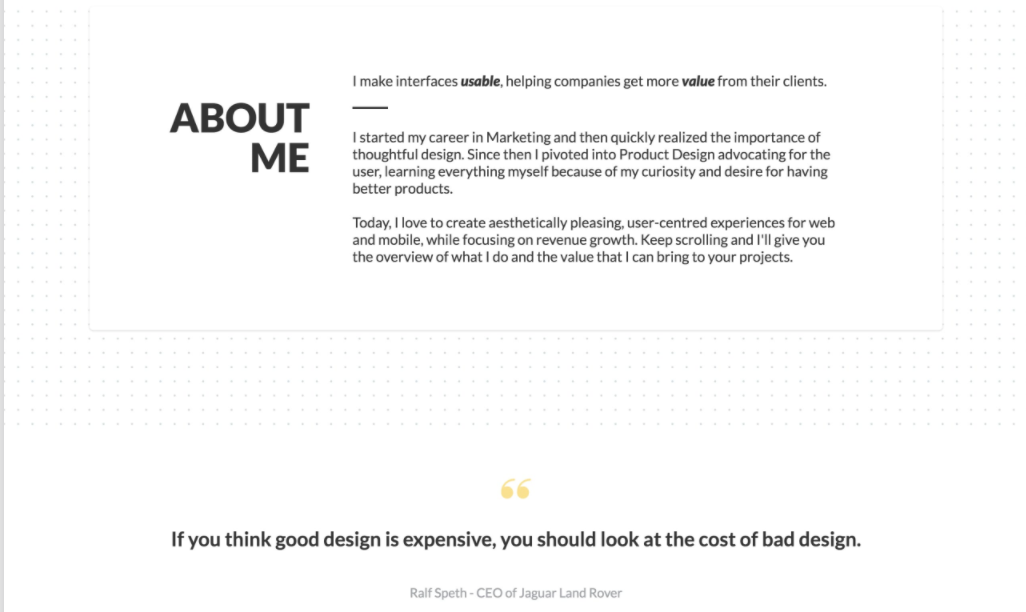 ABOUT
ME
I make interfaces usable, helping companies get more value from their clients.
I started my career in Marketing and then quickly realized the importance of
thoughtful design. Since then I pivoted into Product Design advocating for the
user, learning everything myself because of my curiosity and desire for having
better products.
Today, I love to create aesthetically pleasing, user-centred experiences for web
and mobile, while focusing on revenue growth. Keep scrolling and I'll give you
the overview of what I do and the value that I can bring to your projects.
“
If you think good design is expensive, you should look at the cost of bad design.
Ralf Speth - CEO of Jaguar Land Rover